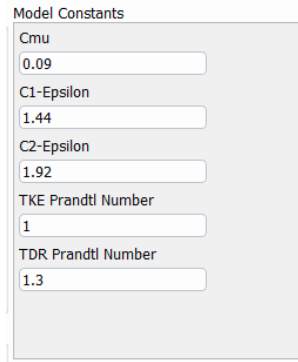 Model Constants
Cmu
0.09
C1-Epsilon
1.44
C2-Epsilon
1.92
TKE Prandtl Number
1
TDR Prandtl Number
1.3